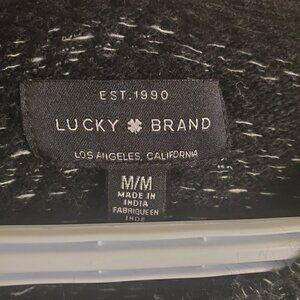 EST.1990
LUCKY BRAND
LOS ANGELES, CALIFORNIA
M/M
MADE IN
INDIA
FABRIQUE EN
INDE